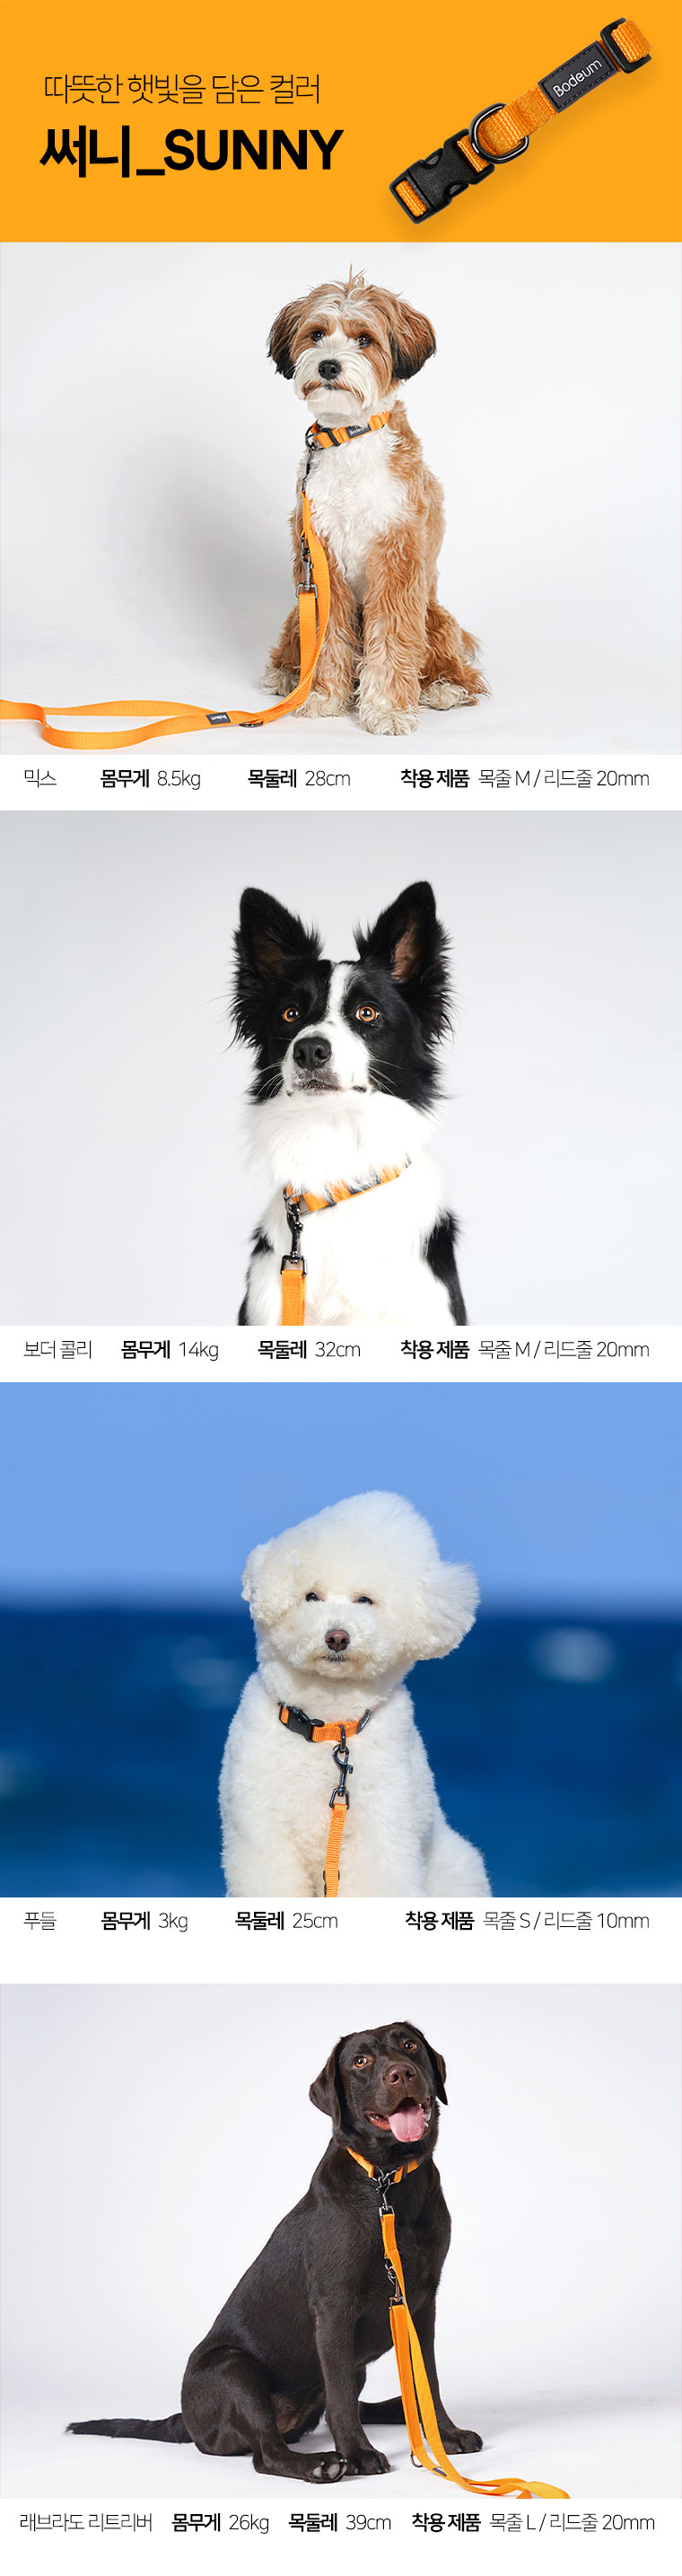 따뜻한 햇빛을 담은 컬러
써니_SUNNY
Bodeum
믹스 몸무게 8.5kg 목둘레 28cm 착용 제품 목줄 M / 리드줄 20mm
보더 콜리 몸무게 14kg 목둘레 32cm 착용 제품 목줄 M / 리드줄 20mm
푸들 몸무게 3kg 목둘레 25cm 착용 제품 목줄 S / 리드줄 10mm
래브라도 리트리버 몸무게 26kg 목둘레 39cm 착용 제품 목줄 L / 리드줄 20mm